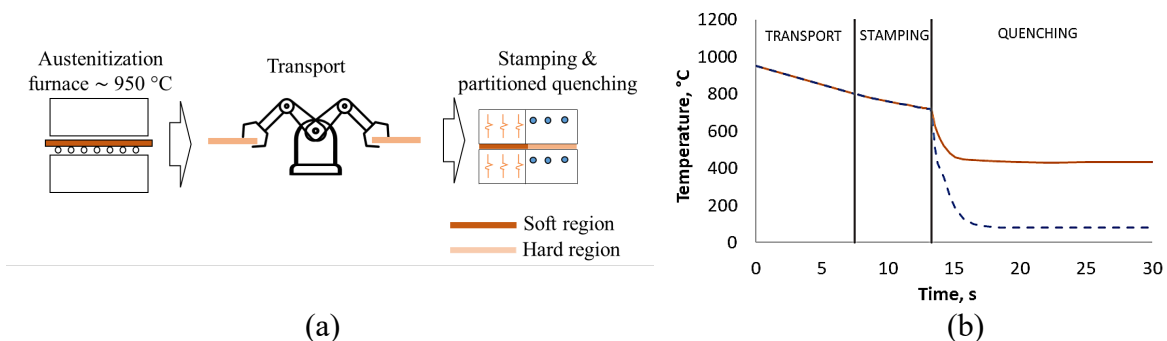 Austenitization
furnace ~ 950 °C
Transport
Stamping &
partitioned quenching
Soft region
Hard region
(a)
1200
1000
800
600
400
200
0
Temperature, °C
TRANSPORT
STAMPING
QUENCHING
0 5 10 15 20 25 30
Time, s
(b)